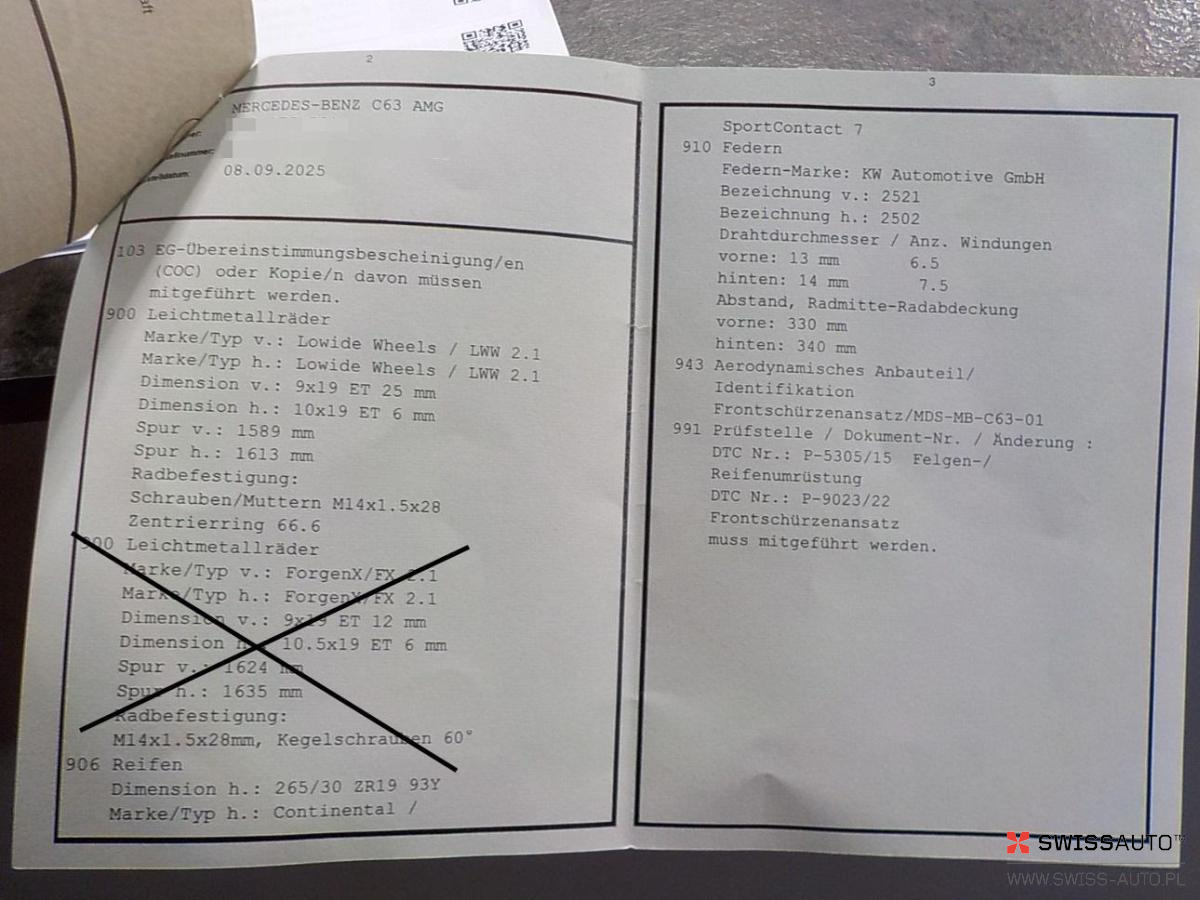 2
MERCEDES-BENZ C63 AMG
08.09.2025
103 EG-Übereinstimmungsbescheinigung/en
(COC) oder Kopie/n davon müssen
mitgeführt werden.
900 Leichtmetallräder
Marke/Typ v.: Lowide Wheels / LWW 2.1
Marke/Typ h.: Lowide Wheels / LWW 2.1
Dimension v.: 9x19 ET 25 mm
Dimension h.: 10x19 ET 6 mm
Spur v.: 1589 mm
Spur h.: 1613 mm
Radbefestigung:
Schrauben/Muttern M14x1.5x28
Zentrierring 66.6
900 Leichtmetallräder
Marke/Typ v.: ForgenX/FX 2.1
Marke/Typ h.: ForgenX/FX 2.1
Dimension v.: 9x19 ET 12 mm
Dimension h.: 10.5x19 ET 6 mm
Spur v.: 1624 mm
Spur h.: 1635 mm
Radbefestigung:
M14x1.5x28mm, Kegelschrauben 60°
906 Reifen
Dimension h.: 265/30 ZR19 93Y
Marke/Typ h.: Continental /
3
SportContact 7
910 Federn
Federn-Marke: KW Automotive GmbH
Bezeichnung v.: 2521
Bezeichnung h.: 2502
Drahtdurchmesser / Anz. Windungen
vorne: 13 mm 6.5
hinten: 14 mm 7.5
Abstand, Radmitte-Radabdeckung
vorne: 330 mm
hinten: 340 mm
943 Aerodynamisches Anbauteil/
Identifikation
Frontschürzenansatz/MDS-MB-C63-01
991 Prüfstelle / Dokument-Nr. / Änderung :
DTC Nr.: P-5305/15 Felgen-/
Reifenumrüstung
DTC Nr.: P-9023/22
Frontschürzenansatz
muss mitgeführt werden.
SWISSAUTO™
WWW.SWISS-AUTO.PL